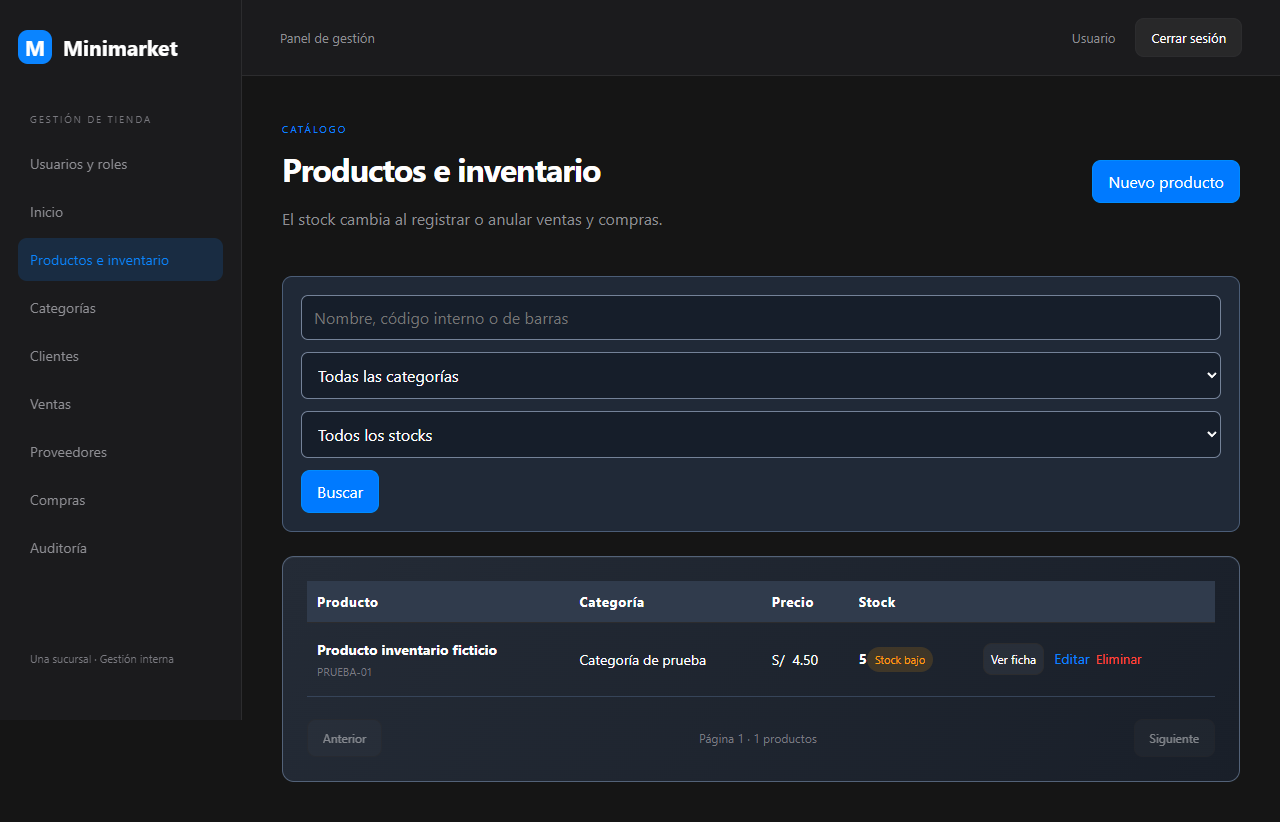 M Minimarket
Panel de gestión
Usuario
Cerrar sesión
GESTIÓN DE TIENDA
Usuarios y roles
Inicio
Productos e inventario
Categorías
Clientes
Ventas
Proveedores
Compras
Auditoría
Una sucursal · Gestión interna
CATÁLOGO
Productos e inventario
El stock cambia al registrar o anular ventas y compras.
Nuevo producto
Nombre, código interno o de barras
Todas las categorías
Todos los stocks
Buscar
Producto Categoría Precio Stock
Producto inventario ficticio
PRUEBA-01
Categoría de prueba S/ 4.50 5 Stock bajo Ver ficha Editar Eliminar
Anterior Página 1 · 1 productos Siguiente